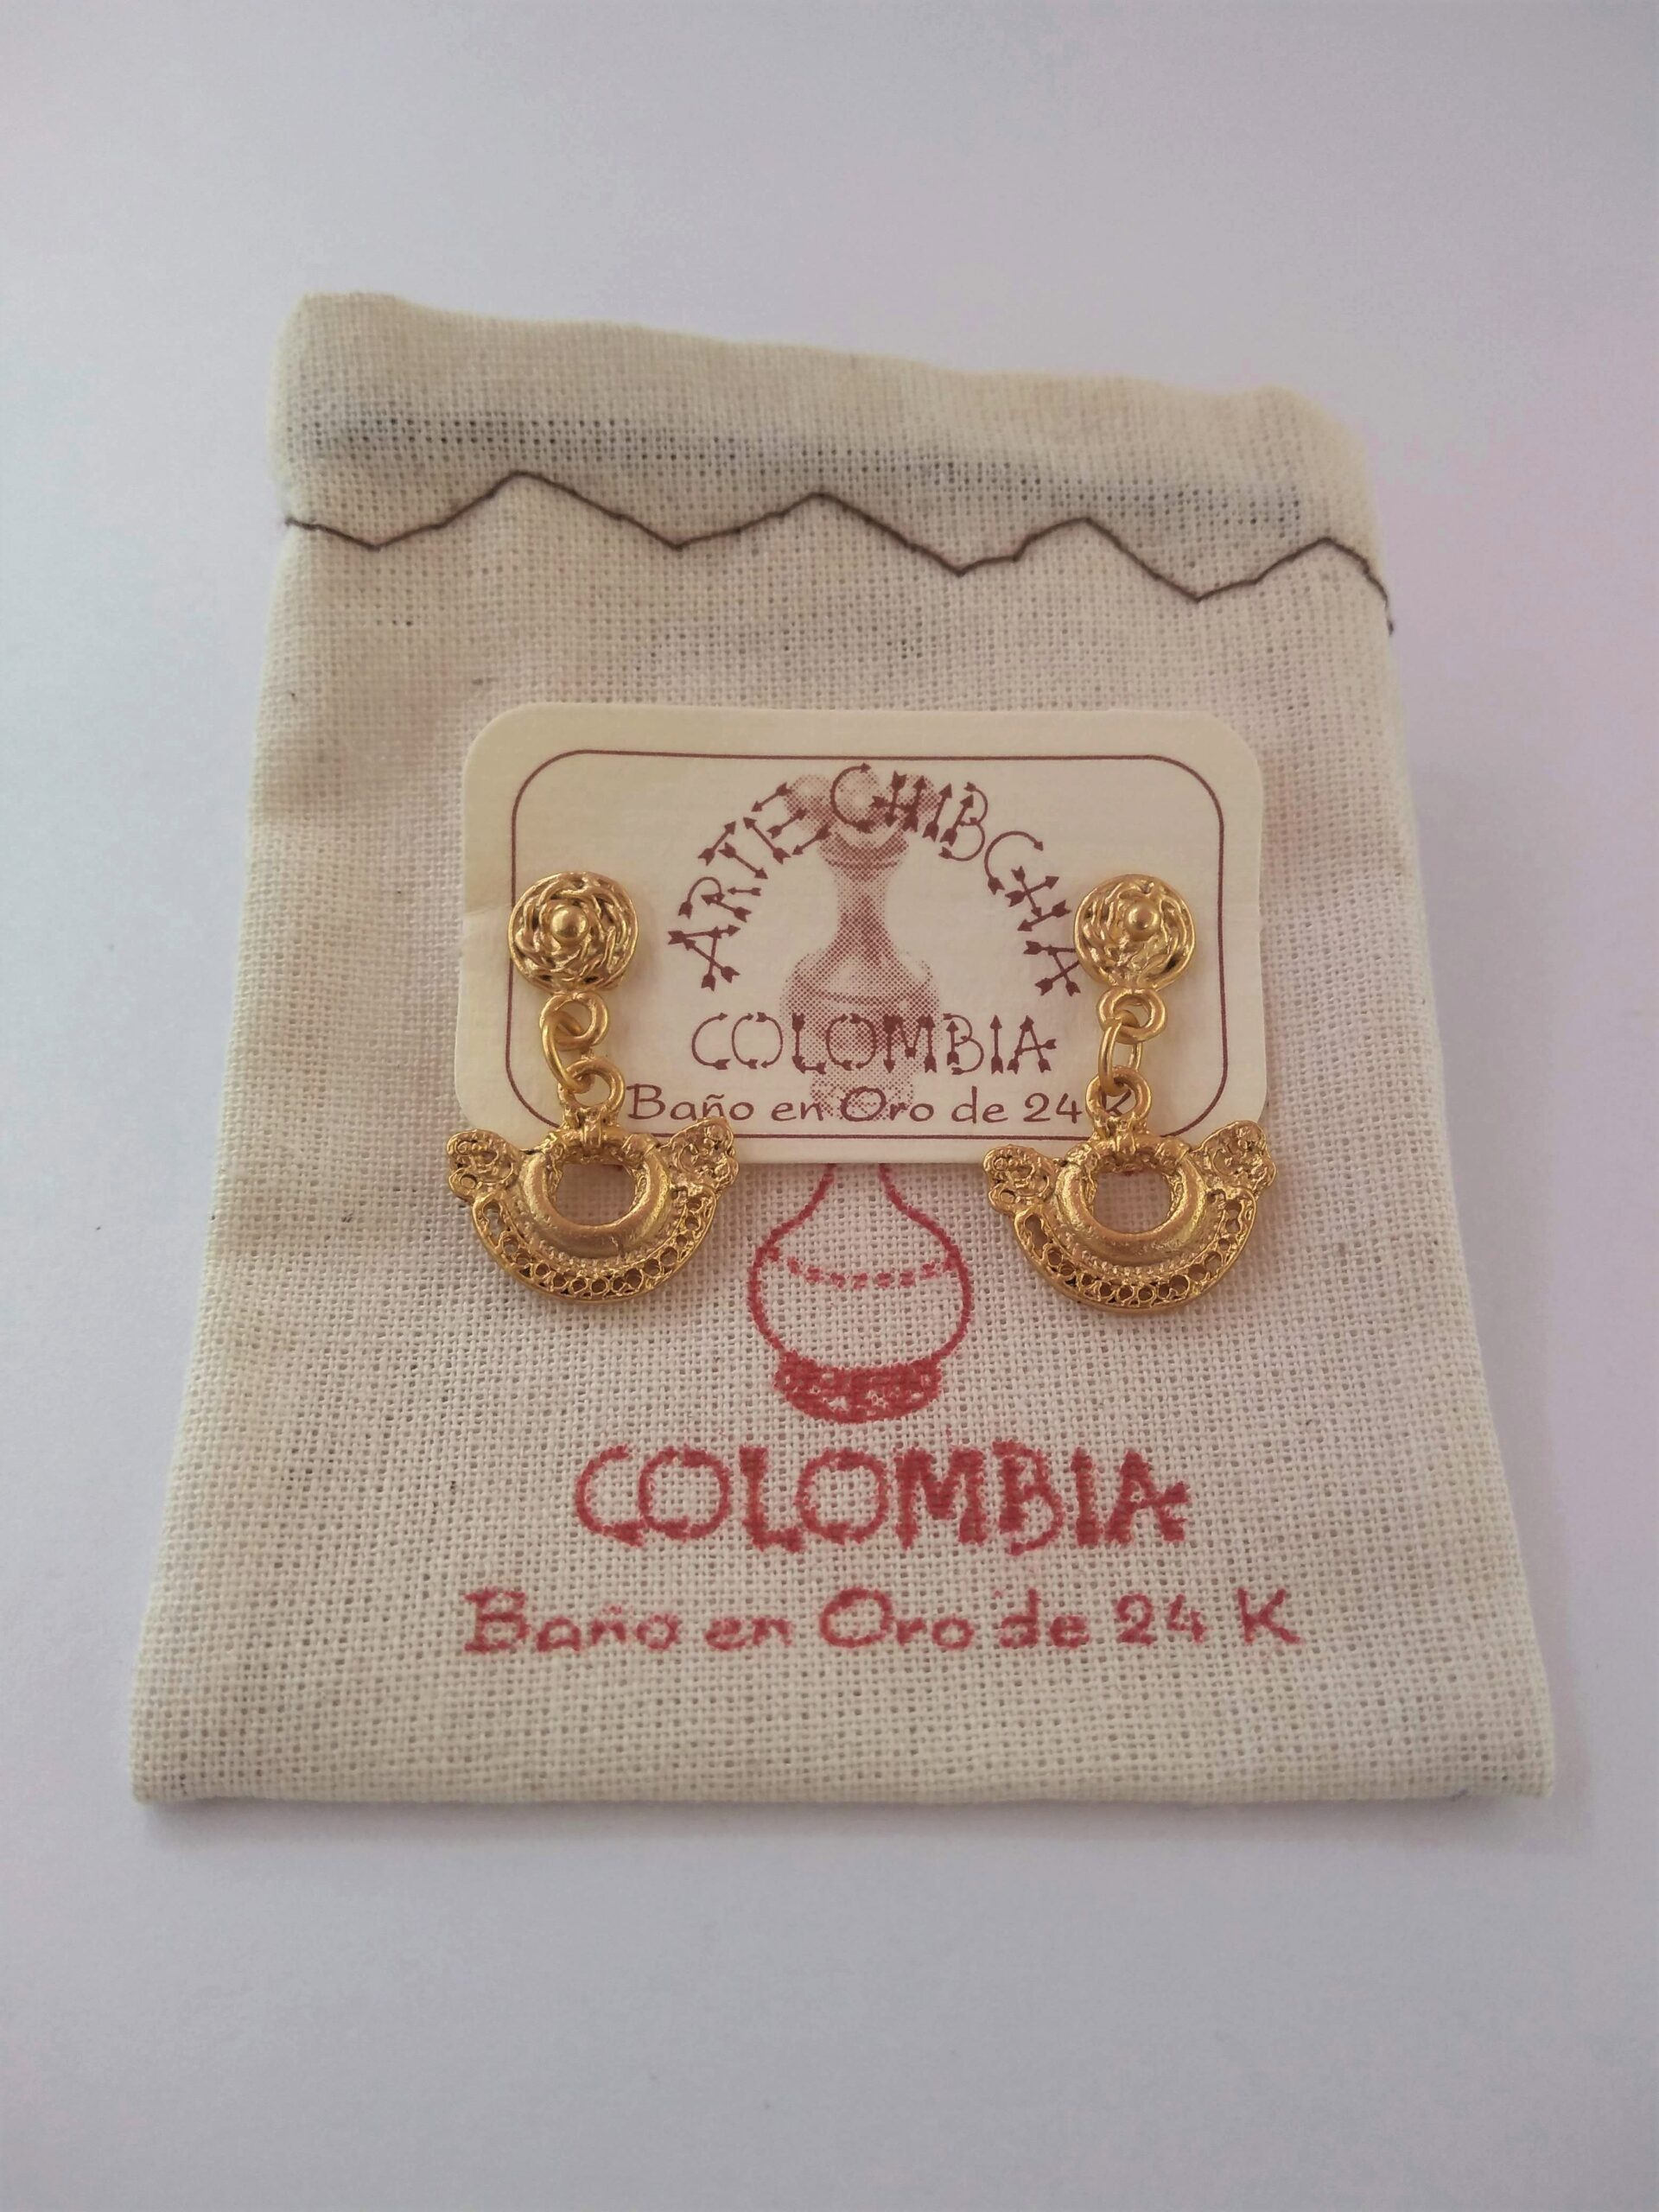 ARTE CHIBCHA
COLOMBIA
Baño en Oro de 24 K
COLOMBIA
Baño en Oro de 24 K